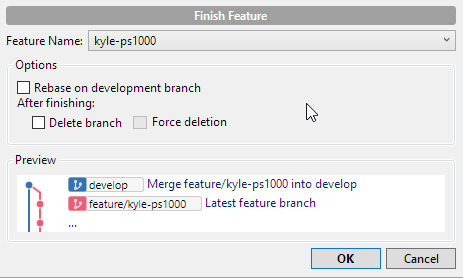 Finish Feature
Feature Name: kyle-ps1000
Options
Rebase on development branch
After finishing:
Delete branch Force deletion
Preview
develop Merge feature/kyle-ps1000 into develop
feature/kyle-ps1000 Latest feature branch
...
OK Cancel